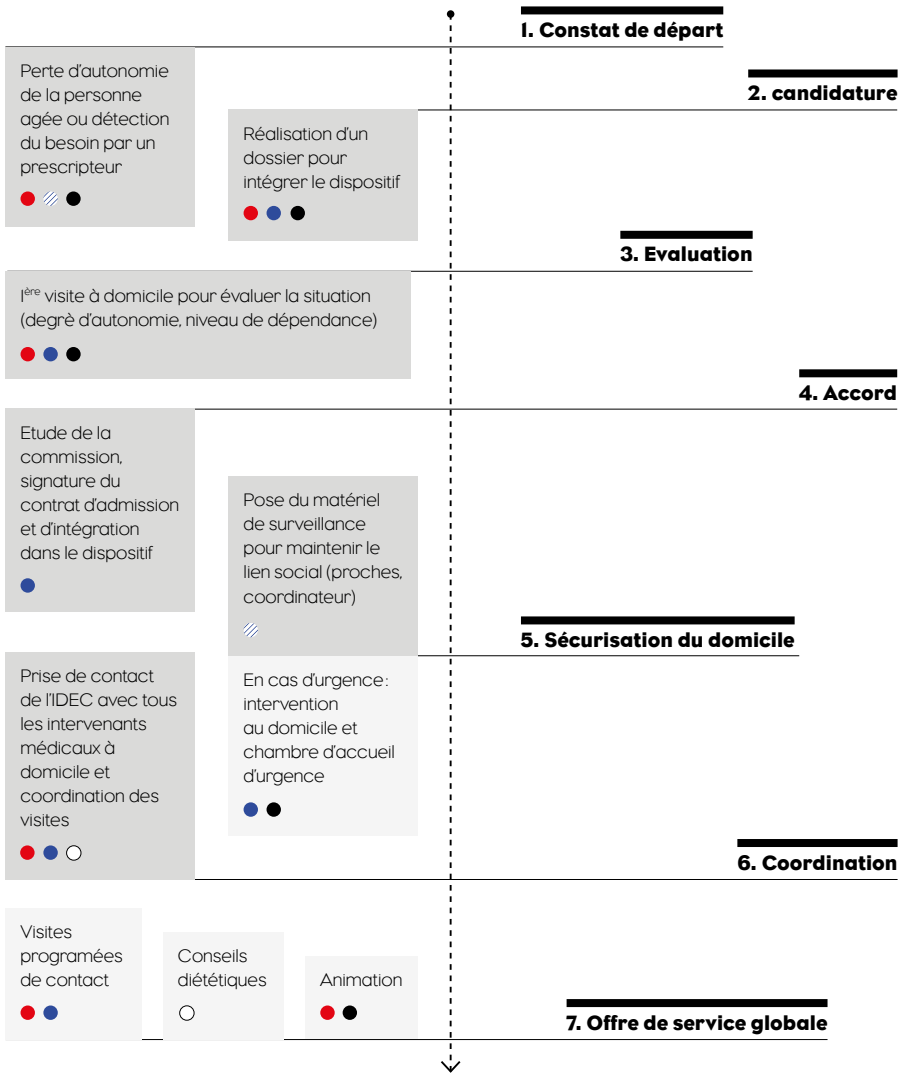 1. Constat de départ
Perte d'autonomie
de la personne
agée ou détection
du besoin par un
prescripteur
2. candidature
Réalisation d'un
dossier pour
intégrer le dispositif
3. Evaluation
1ère visite à domicile pour évaluer la situation
(degrè d'autonomie, niveau de dépendance)
4. Accord
Etude de la
commission,
signature du
contrat d'admission
et d'intégration
dans le dispositif
Pose du matériel
de surveillance
pour maintenir le
lien social (proches,
coordinateur)
5. Sécurisation du domicile
Prise de contact
de l'IDEC avec tous
les intervenants
médicaux à
domicile et
coordination des
visites
En cas d'urgence :
intervention
au domicile et
chambre d'accueil
d'urgence
6. Coordination
Visites
programées
de contact
Conseils
diététiques
Animation
7. Offre de service globale